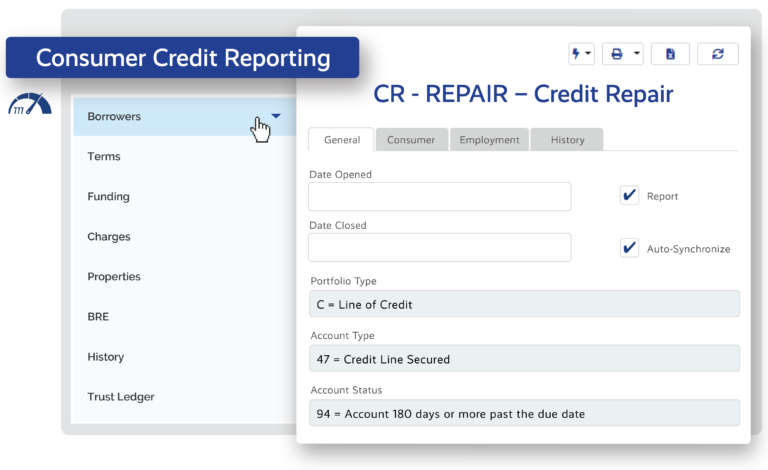 Consumer Credit Reporting
m
Borrowers
Terms
Funding
Charges
Properties
BRE
History
Trust Ledger
CR - REPAIR – Credit Repair
General Consumer Employment History
Date Opened
Report
Date Closed
Auto-Synchronize
Portfolio Type
C = Line of Credit
Account Type
47 = Credit Line Secured
Account Status
94 = Account 180 days or more past the due date